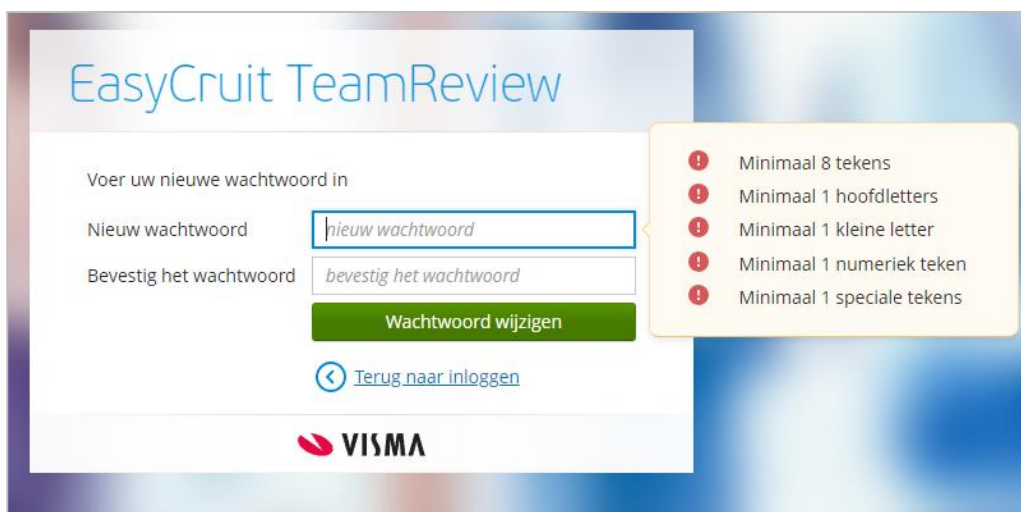 EasyCruit TeamReview
Voer uw nieuwe wachtwoord in
Nieuw wachtwoord
nieuw wachtwoord
Bevestig het wachtwoord
bevestig het wachtwoord
Wachtwoord wijzigen
Terug naar inloggen
VISMA
Minimaal 8 tekens
Minimaal 1 hoofdletters
Minimaal 1 kleine letter
Minimaal 1 numeriek teken
Minimaal 1 speciale tekens